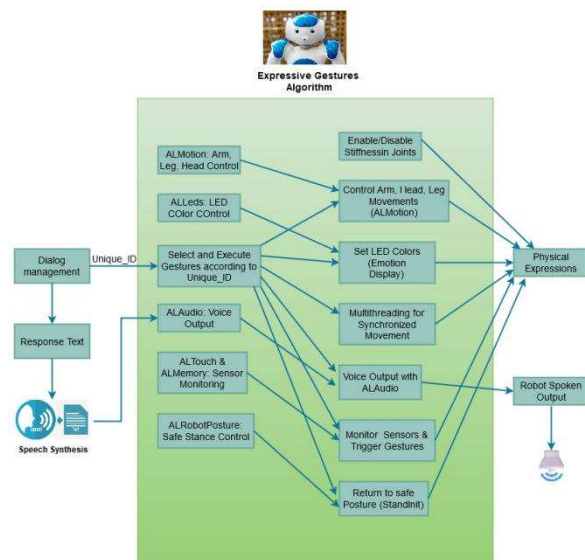 Expressive Gestures
Algorithm
ALMotion: Arm,
Leg, Head Control
Enable/Disable
Stiffnessin Joints
ALLeds: LED
COlor COntrol
Control Arm, I lead, Leg
Movements
(ALMotion)
Dialog
management
Unique_ID
Select and Execute
Gestures according to
Unique_ID
Set LED Colors
(Emotion
Display)
Physical
Expressions
Response Text
ALAudio: Voice
Output
Multithreading for
Synchronized
Movement
Speech Synthesis
ALTouch &
ALMemory: Sensor
Monitoring
Voice Output with
ALAudio
Robot Spoken
Output
ALRobotPosture:
Safe Stance Control
Monitor Sensors &
Trigger Gestures
Return to safe
Posture (Standinit)